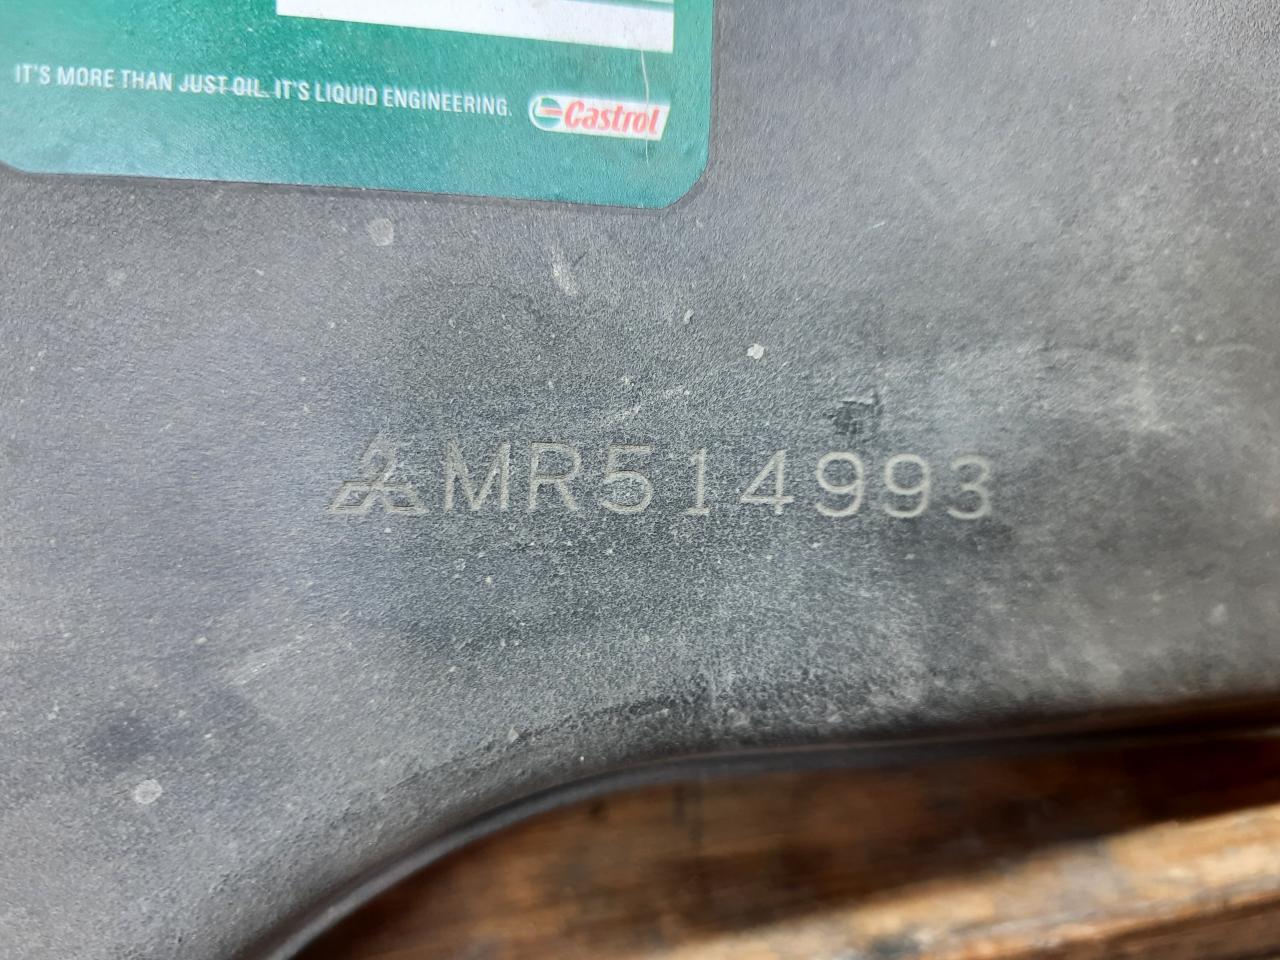 IT'S MORE THAN JUST OIL. IT'S LIQUID ENGINEERING.
Castrol
MR514993